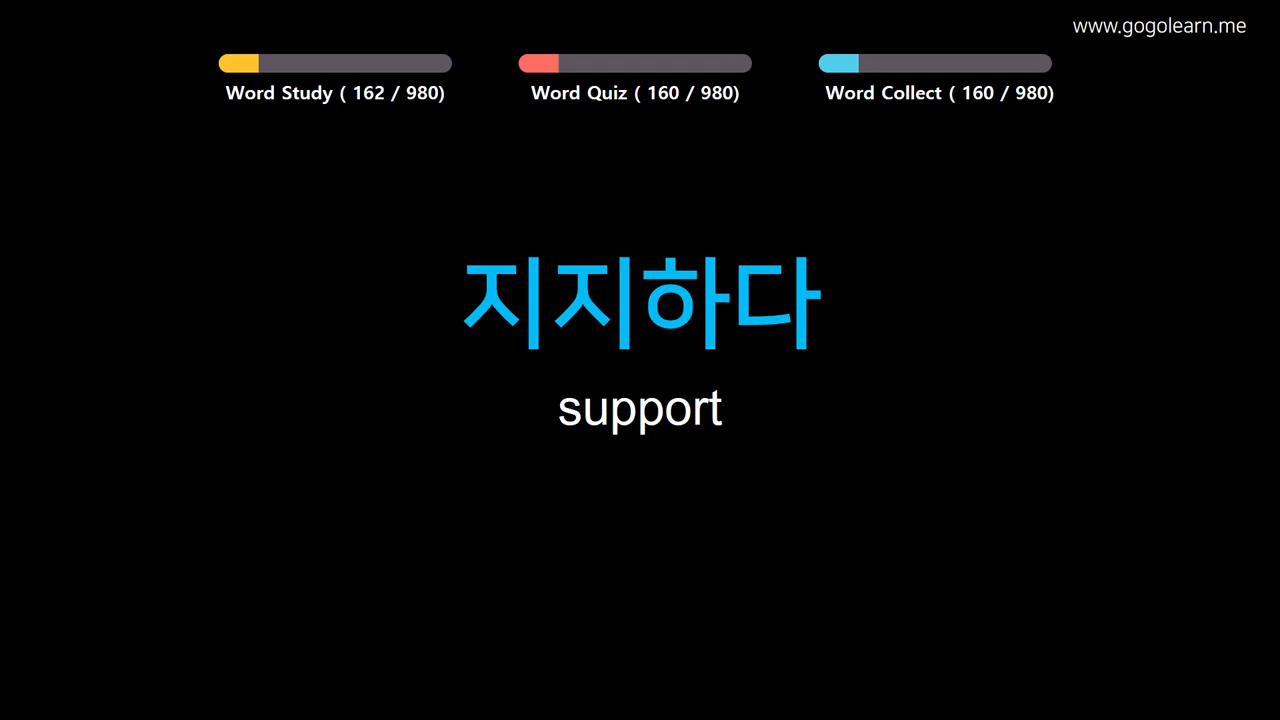 www.gogolearn.me
Word Study ( 162 / 980)
Word Quiz ( 160 / 980)
Word Collect ( 160 / 980)
지지하다
support